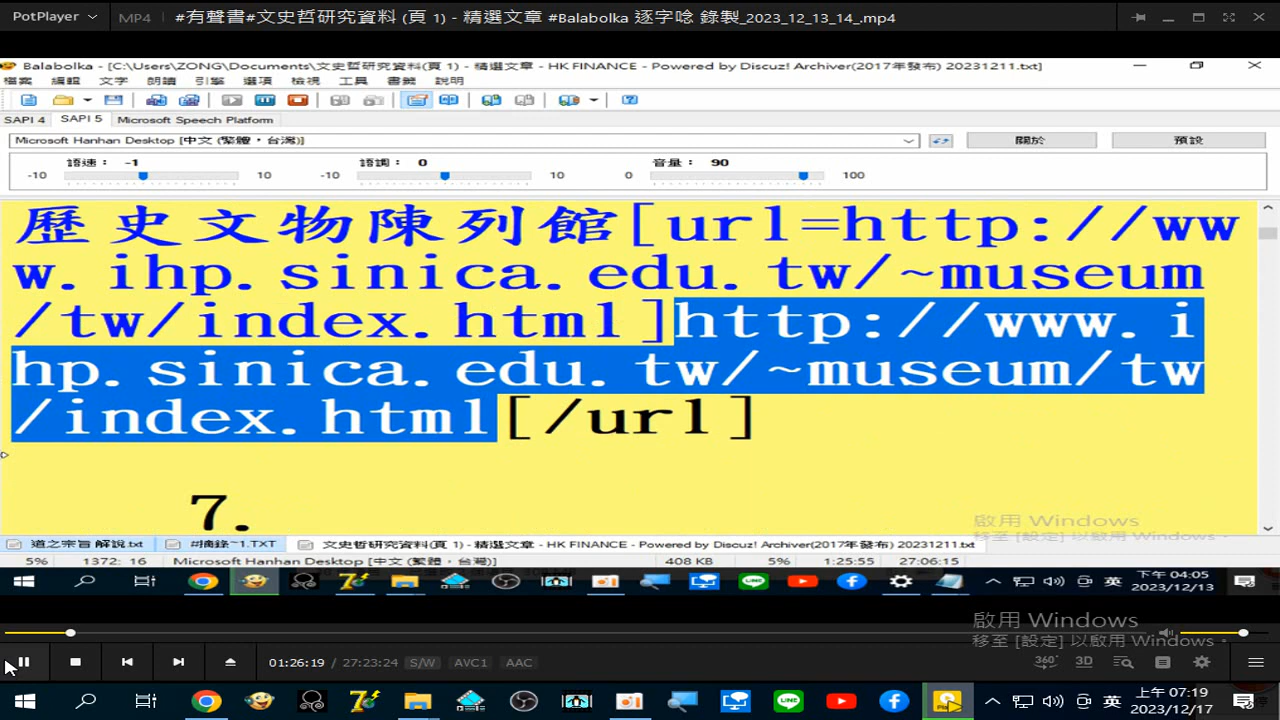 PotPlayer MP4 #有聲書#文史哲研究資料 (頁 1) - 精選文章 #Balabolka 逐字唸 錄製_2023_12_13_14_.mp4
Balabolka - [C:\Users\ZONG\Documents\文史哲研究資料(頁 1) - 精選文章 - HK FINANCE - Powered by Discuz! Archiver(2017年發布) 20231211.txt]
檔案 編輯 文字 朗讀 引擎 選項 檢視 工具 書籤 說明
SAPI 4 SAPI 5 Microsoft Speech Platform
Microsoft Hanhan Desktop [中文 (繁體，台灣)] 關於 預設
語速： -1 語調： 0 音量： 90
-10 10 -10 10 0 100
歷史文物陳列館[url=http://ww
w.ihp.sinica.edu.tw/~museum
/tw/index.html]http://www.i
hp.sinica.edu.tw/~museum/tw
/index.html[/url]
7.
啟用 Windows
移至 [設定] 以啟用 Windows。
道之宗旨 解說.txt #摘錄~1.TXT 文史哲研究資料(頁 1) - 精選文章 - HK FINANCE - Powered by Discuz! Archiver(2017年發布) 20231211.txt
5% 1372: 16 Microsoft Hanhan Desktop [中文 (繁體，台灣)] 408 KB 5% 1:25:55 27:06:15
英 下午 04:05
2023/12/13
啟用 Windows
移至 [設定] 以啟用 Windows。
01:26:19 / 27:23:24 S/W AVC1 AAC 360° 3D
英 上午 07:19
2023/12/17